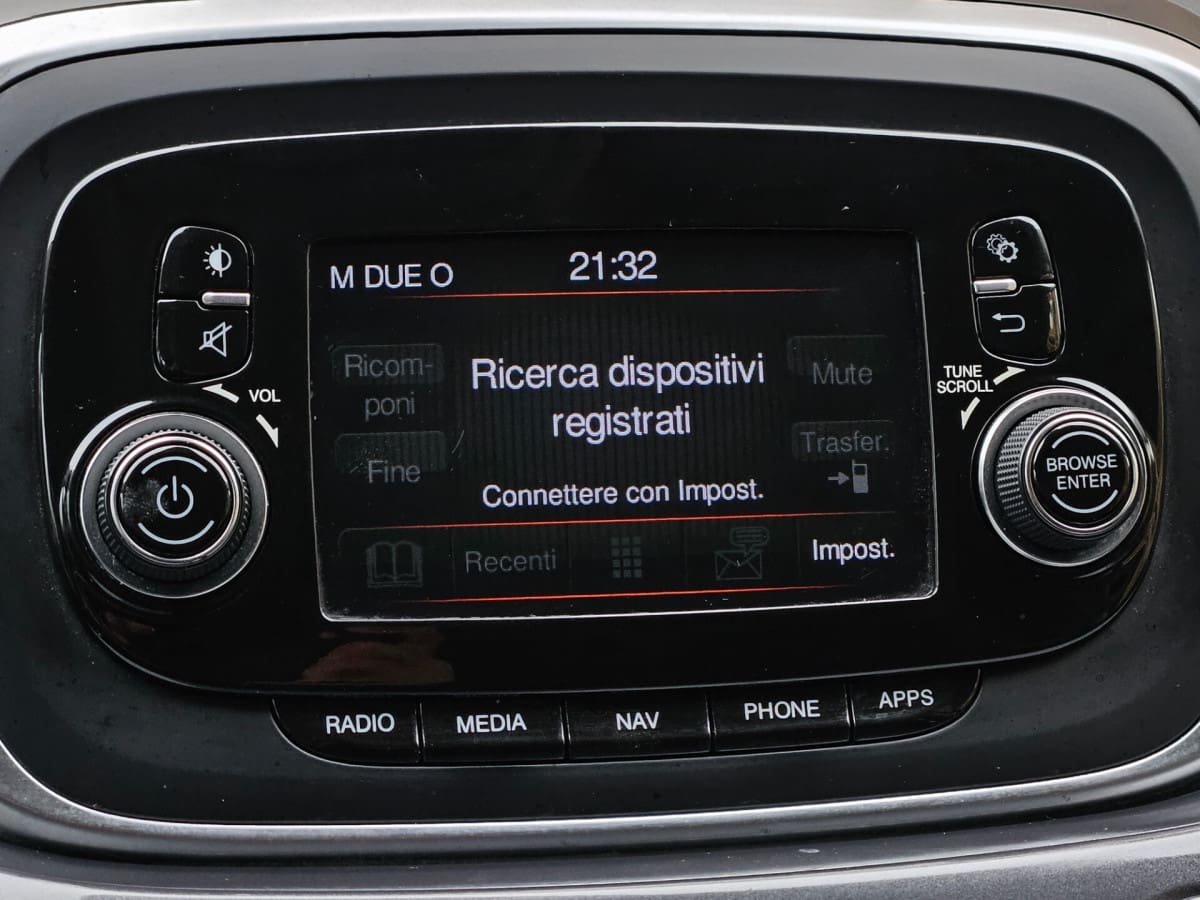 M DUE O
21:32
Ricom-
poni
Ricerca dispositivi
registrati
Mute
Fine
Trasfer.
Connettere con Impost.
Recenti
Impost.
VOL
TUNE
SCROLL
BROWSE
ENTER
RADIO
MEDIA
NAV
PHONE
APPS